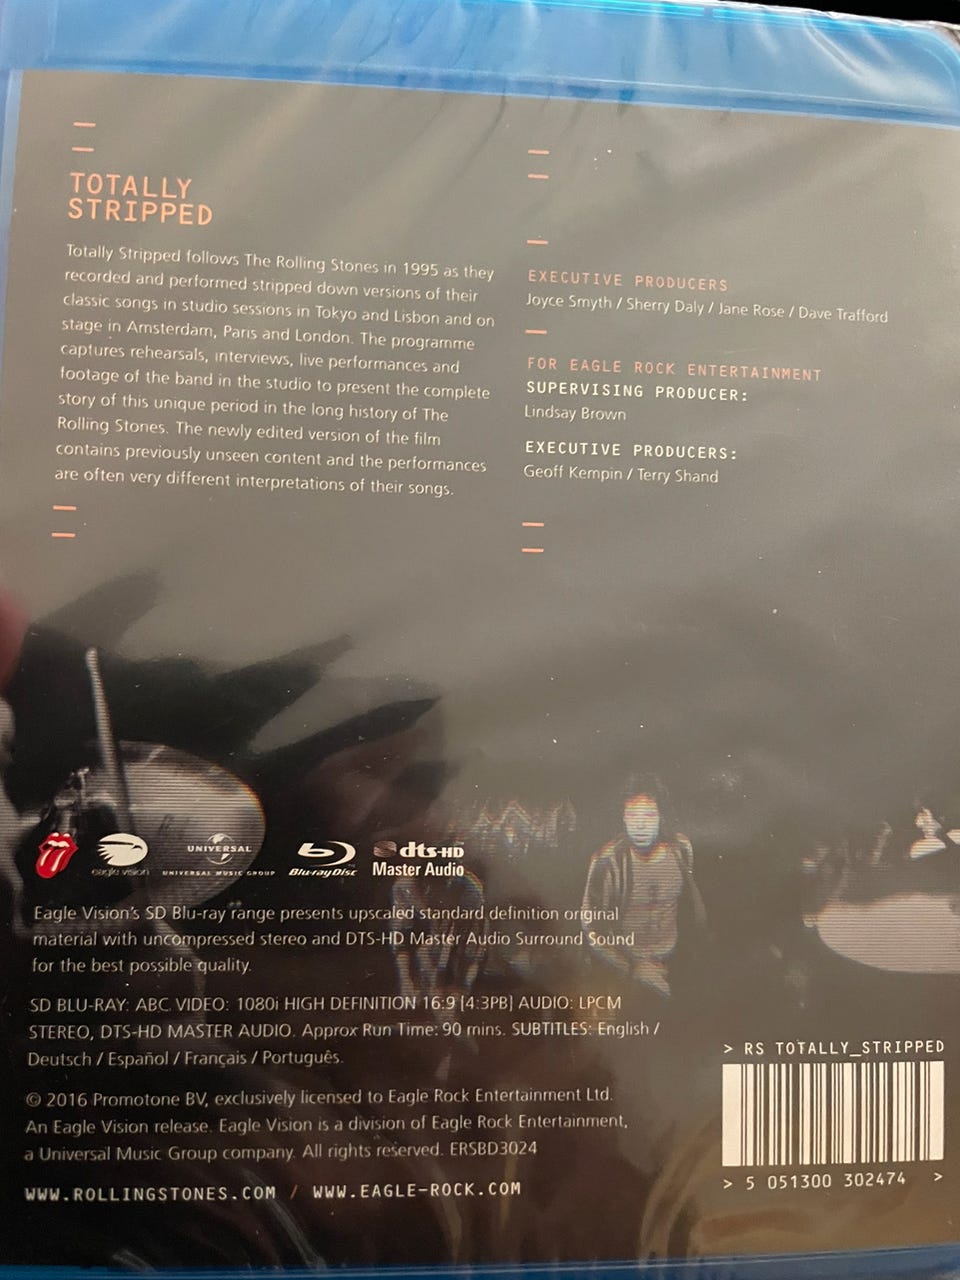 TOTALLY
STRIPPED
Totally Stripped follows The Rolling Stones in 1995 as they
recorded and performed stripped down versions of their
classic songs in studio sessions in Tokyo and Lisbon and on
stage in Amsterdam, Paris and London. The programme
captures rehearsals, interviews, live performances and
footage of the band in the studio to present the complete
story of this unique period in the long history of The
Rolling Stones. The newly edited version of the film
contains previously unseen content and the performances
are often very different interpretations of their songs.
EXECUTIVE PRODUCERS
Joyce Smyth / Sherry Daly / Jane Rose / Dave Trafford
FOR EAGLE ROCK ENTERTAINMENT
SUPERVISING PRODUCER:
Lindsay Brown
EXECUTIVE PRODUCERS:
Geoff Kempin / Terry Shand
eagle vision
UNIVERSAL
UNIVERSAL MUSIC GROUP
Blu-ray Disc
dts-HD
Master Audio
Eagle Vision's SD Blu-ray range presents upscaled standard definition original
material with uncompressed stereo and DTS-HD Master Audio Surround Sound
for the best possible quality.
SD BLU-RAY: ABC VIDEO: 1080i HIGH DEFINITION 16:9 [4:3PB] AUDIO: LPCM
STEREO, DTS-HD MASTER AUDIO. Approx Run Time: 90 mins. SUBTITLES: English /
Deutsch / Español / Français / Português.
© 2016 Promotone BV, exclusively licensed to Eagle Rock Entertainment Ltd.
An Eagle Vision release. Eagle Vision is a division of Eagle Rock Entertainment,
a Universal Music Group company. All rights reserved. ERSBD3024
WWW.ROLLINGSTONES.COM / WWW.EAGLE-ROCK.COM
> RS TOTALLY_STRIPPED
> 5 051300 302474 >